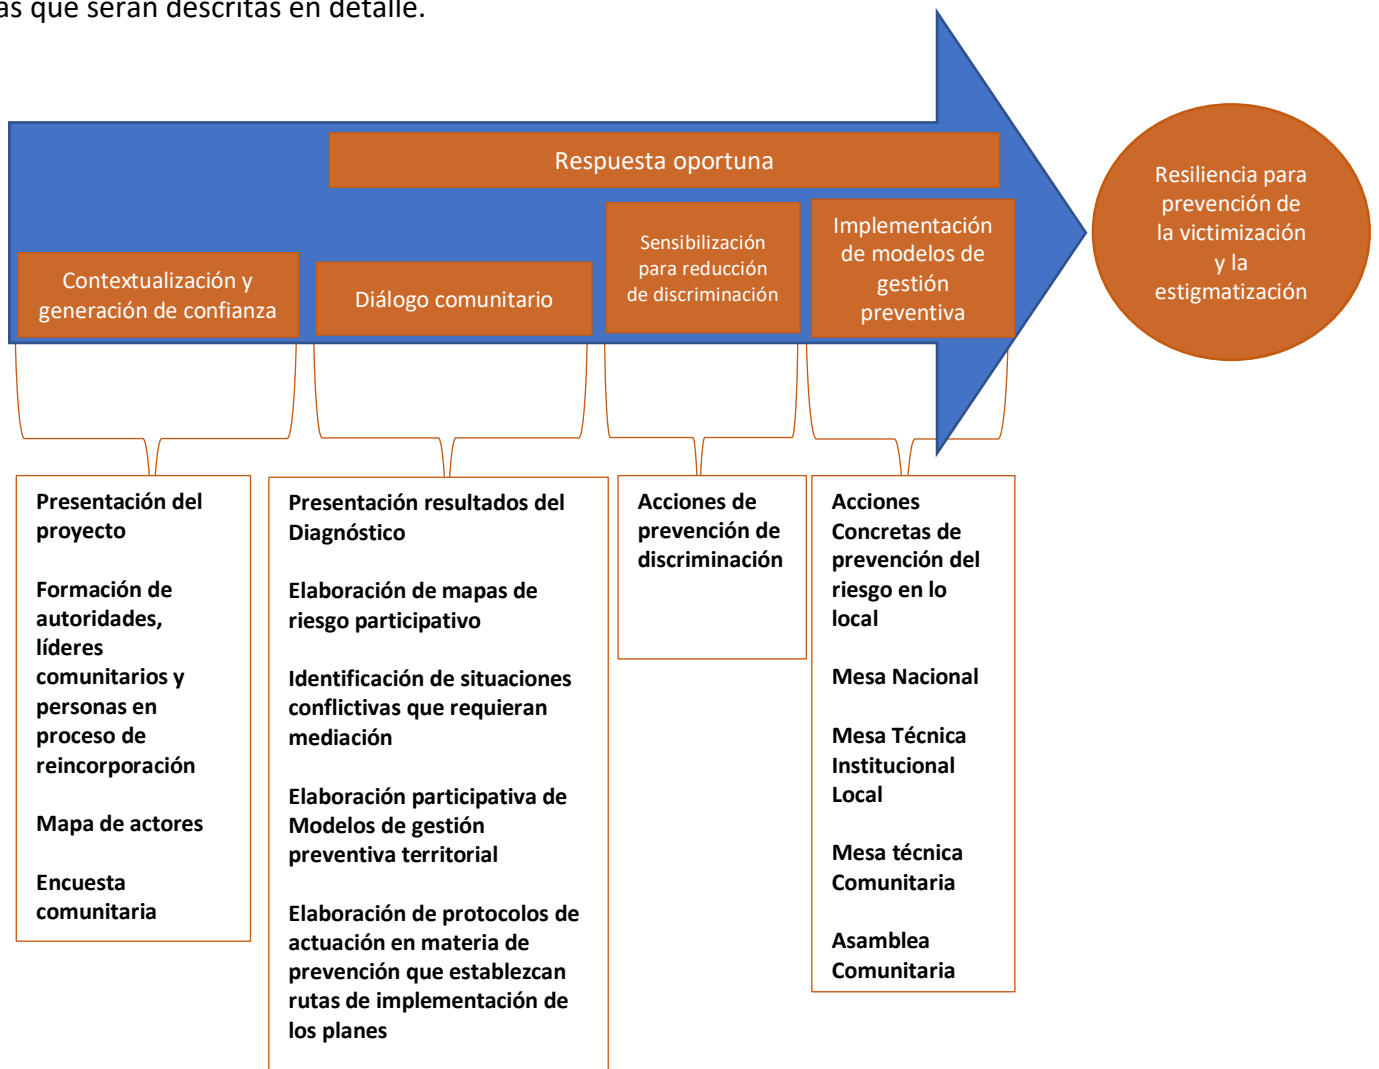 as que serán descritas en detalle.
Respuesta oportuna
Contextualización y
generación de confianza
Diálogo comunitario
Sensibilización
para reducción
de discriminación
Implementación
de modelos de
gestión
preventiva
Resiliencia para
prevención de
la victimización
y la
estigmatización
Presentación del
proyecto
Formación de
autoridades,
líderes
comunitarios y
personas en
proceso de
reincorporación
Mapa de actores
Encuesta
comunitaria
Presentación resultados del
Diagnóstico
Elaboración de mapas de
riesgo participativo
Identificación de situaciones
conflictivas que requieran
mediación
Elaboración participativa de
Modelos de gestión
preventiva territorial
Elaboración de protocolos de
actuación en materia de
prevención que establezcan
rutas de implementación de
los planes
Acciones de
prevención de
discriminación
Acciones
Concretas de
prevención del
riesgo en lo
local
Mesa Nacional
Mesa Técnica
Institucional
Local
Mesa técnica
Comunitaria
Asamblea
Comunitaria